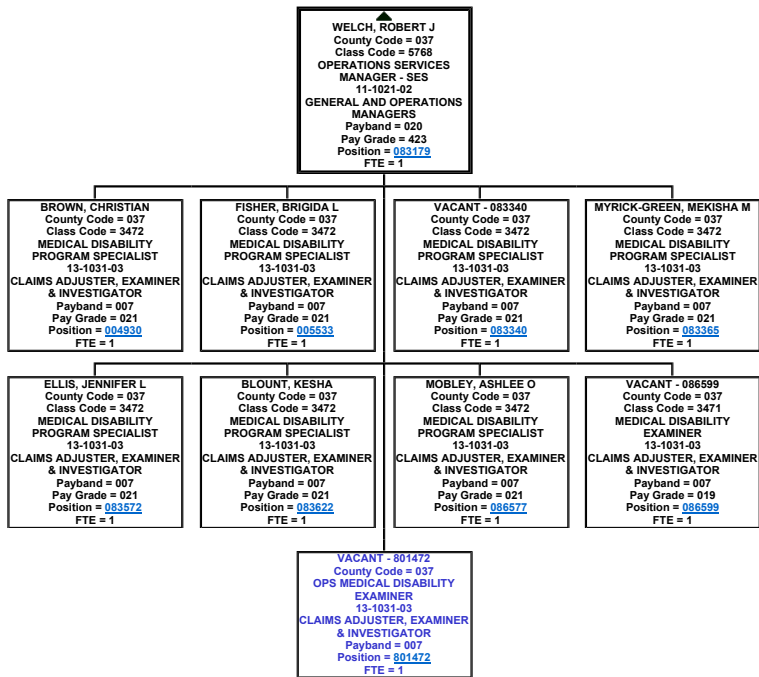 WELCH, ROBERT J
County Code = 037
Class Code = 5768
OPERATIONS SERVICES
MANAGER - SES
11-1021-02
GENERAL AND OPERATIONS
MANAGERS
Payband = 020
Pay Grade = 423
Position = 083179
FTE = 1
BROWN, CHRISTIAN
County Code = 037
Class Code = 3472
MEDICAL DISABILITY
PROGRAM SPECIALIST
13-1031-03
CLAIMS ADJUSTER, EXAMINER
& INVESTIGATOR
Payband = 007
Pay Grade = 021
Position = 004930
FTE = 1
FISHER, BRIGIDA L
County Code = 037
Class Code = 3472
MEDICAL DISABILITY
PROGRAM SPECIALIST
13-1031-03
CLAIMS ADJUSTER, EXAMINER
& INVESTIGATOR
Payband = 007
Pay Grade = 021
Position = 005533
FTE = 1
VACANT - 083340
County Code = 037
Class Code = 3472
MEDICAL DISABILITY
PROGRAM SPECIALIST
13-1031-03
CLAIMS ADJUSTER, EXAMINER
& INVESTIGATOR
Payband = 007
Pay Grade = 021
Position = 083340
FTE = 1
MYRICK-GREEN, MEKISHA M
County Code = 037
Class Code = 3472
MEDICAL DISABILITY
PROGRAM SPECIALIST
13-1031-03
CLAIMS ADJUSTER, EXAMINER
& INVESTIGATOR
Payband = 007
Pay Grade = 021
Position = 083365
FTE = 1
ELLIS, JENNIFER L
County Code = 037
Class Code = 3472
MEDICAL DISABILITY
PROGRAM SPECIALIST
13-1031-03
CLAIMS ADJUSTER, EXAMINER
& INVESTIGATOR
Payband = 007
Pay Grade = 021
Position = 083572
FTE = 1
BLOUNT, KESHA
County Code = 037
Class Code = 3472
MEDICAL DISABILITY
PROGRAM SPECIALIST
13-1031-03
CLAIMS ADJUSTER, EXAMINER
& INVESTIGATOR
Payband = 007
Pay Grade = 021
Position = 083622
FTE = 1
MOBLEY, ASHLEE O
County Code = 037
Class Code = 3472
MEDICAL DISABILITY
PROGRAM SPECIALIST
13-1031-03
CLAIMS ADJUSTER, EXAMINER
& INVESTIGATOR
Payband = 007
Pay Grade = 021
Position = 086577
FTE = 1
VACANT - 086599
County Code = 037
Class Code = 3471
MEDICAL DISABILITY
EXAMINER
13-1031-03
CLAIMS ADJUSTER, EXAMINER
& INVESTIGATOR
Payband = 007
Pay Grade = 019
Position = 086599
FTE = 1
VACANT - 801472
County Code = 037
OPS MEDICAL DISABILITY
EXAMINER
13-1031-03
CLAIMS ADJUSTER, EXAMINER
& INVESTIGATOR
Payband = 007
Position = 801472
FTE = 1